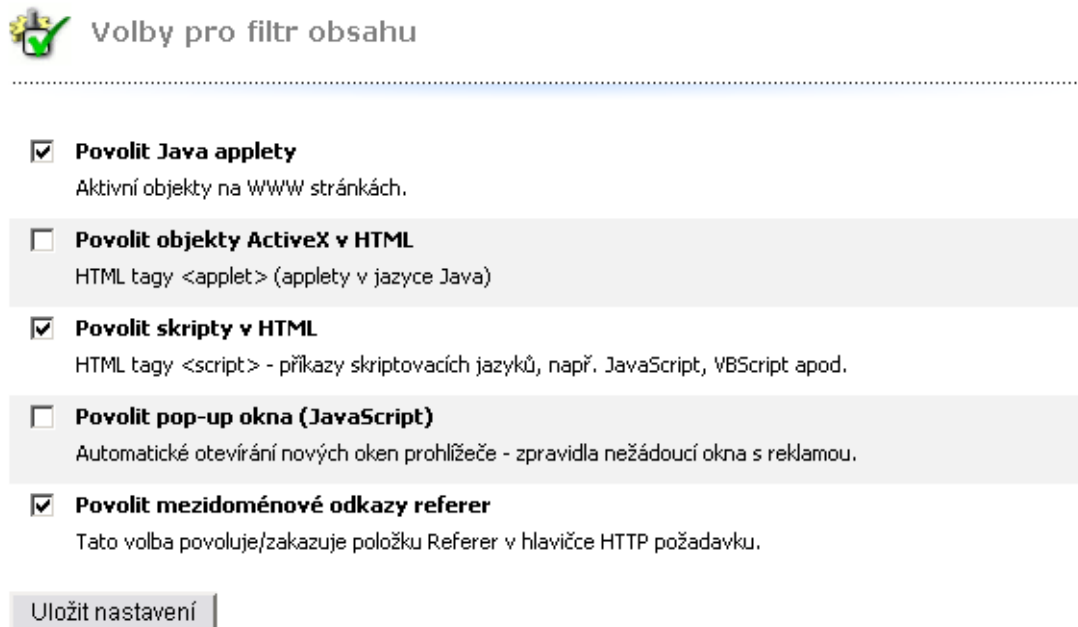 Volby pro filtr obsahu
Povolit Java applety
Aktivní objekty na WWW stránkách.
Povolit objekty ActiveX v HTML
HTML tagy <applet> (applety v jazyce Java)
Povolit skripty v HTML
HTML tagy <script> - příkazy skriptovacích jazyků, např. JavaScript, VBScript apod.
Povolit pop-up okna (JavaScript)
Automatické otevírání nových oken prohlížeče - zpravidla nežádoucí okna s reklamou.
Povolit mezidoménové odkazy referer
Tato volba povoluje/zakazuje položku Referer v hlavičce HTTP požadavku.
Uložit nastavení